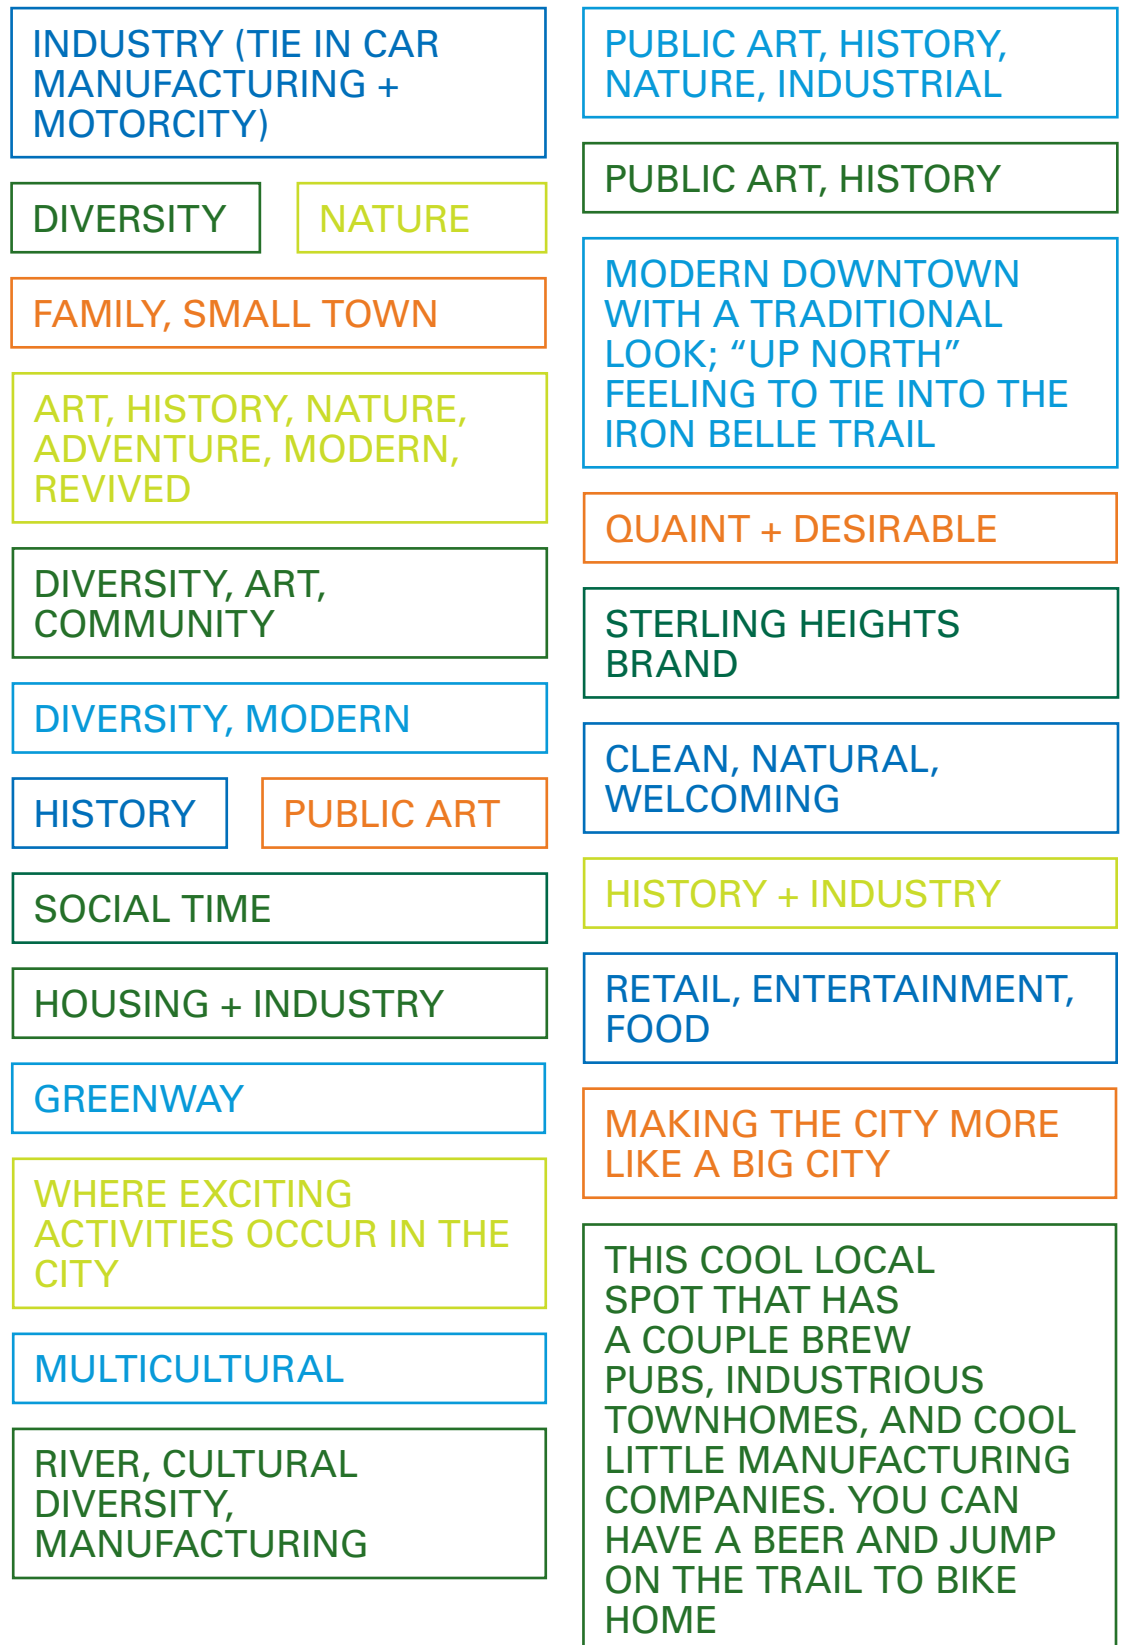 INDUSTRY (TIE IN CAR
MANUFACTURING +
MOTORCITY)
DIVERSITY
NATURE
FAMILY, SMALL TOWN
ART, HISTORY, NATURE,
ADVENTURE, MODERN,
REVIVED
DIVERSITY, ART,
COMMUNITY
DIVERSITY, MODERN
HISTORY
PUBLIC ART
SOCIAL TIME
HOUSING + INDUSTRY
GREENWAY
WHERE EXCITING
ACTIVITIES OCCUR IN THE
CITY
MULTICULTURAL
RIVER, CULTURAL
DIVERSITY,
MANUFACTURING
PUBLIC ART, HISTORY,
NATURE, INDUSTRIAL
PUBLIC ART, HISTORY
MODERN DOWNTOWN
WITH A TRADITIONAL
LOOK; “UP NORTH”
FEELING TO TIE INTO THE
IRON BELLE TRAIL
QUAINT + DESIRABLE
STERLING HEIGHTS
BRAND
CLEAN, NATURAL,
WELCOMING
HISTORY + INDUSTRY
RETAIL, ENTERTAINMENT,
FOOD
MAKING THE CITY MORE
LIKE A BIG CITY
THIS COOL LOCAL
SPOT THAT HAS
A COUPLE BREW
PUBS, INDUSTRIOUS
TOWNHOMES, AND COOL
LITTLE MANUFACTURING
COMPANIES. YOU CAN
HAVE A BEER AND JUMP
ON THE TRAIL TO BIKE
HOME